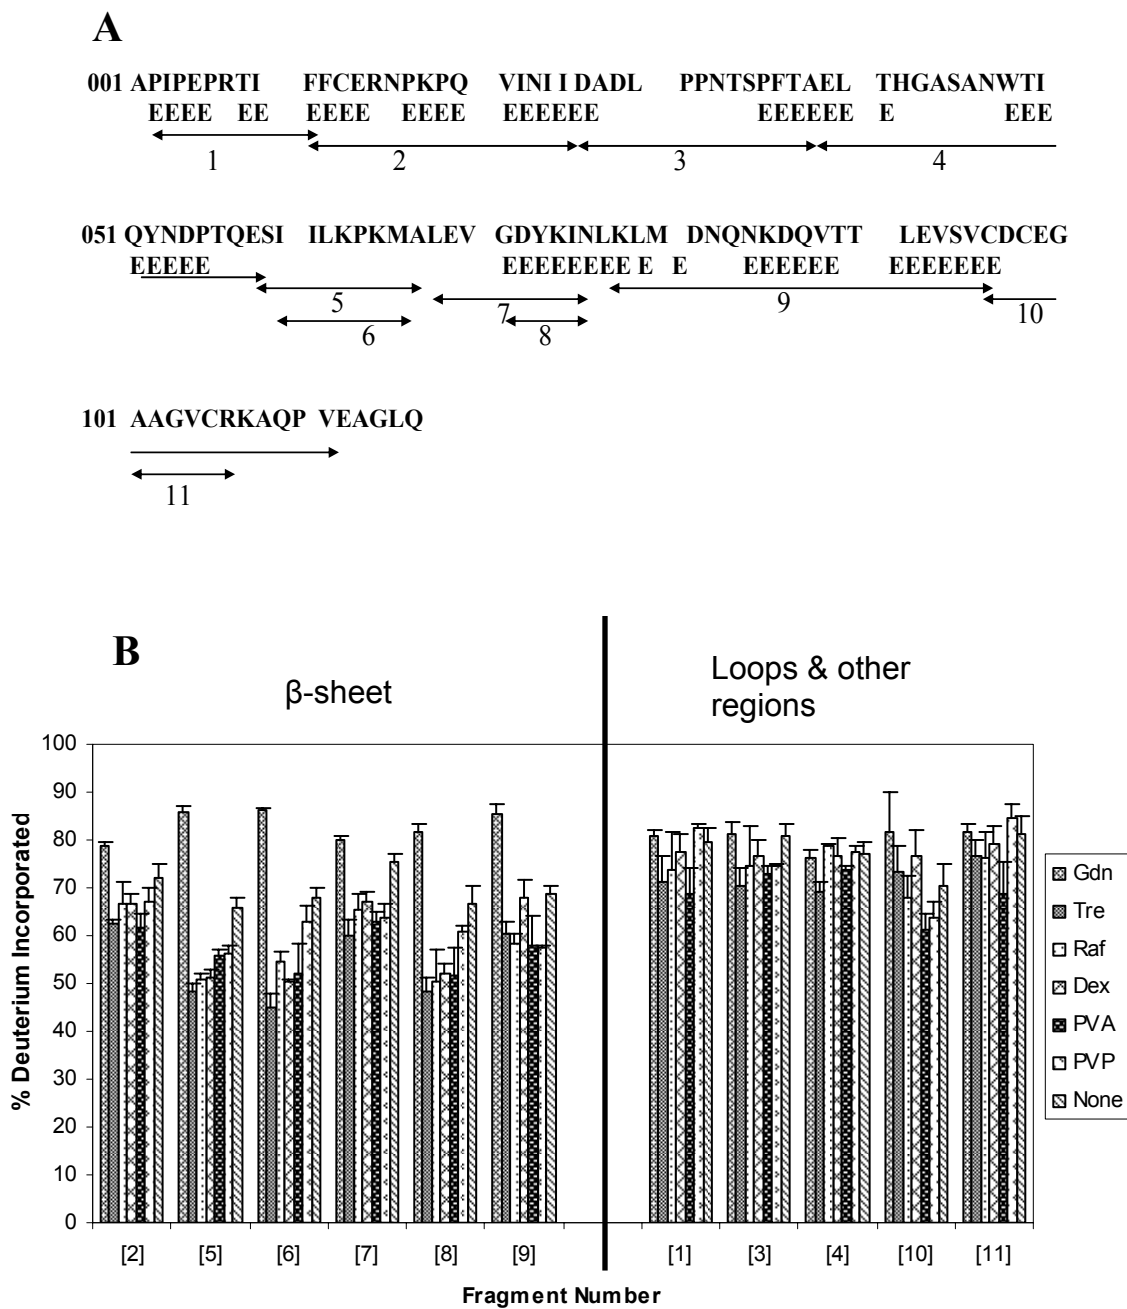 A
001 APIPEPRTI FFCERNPKPQ VINI I DADL PPNTSPFTAEL THGASANWTI
EEEE EE EEEE EEEE EEEEEE EEEEEE E EEE
1 2 3 4
051 QYNDPTQESI ILKPKMALEV GDYKINLKLM DNQNKDQVTT LEVSVCDCEG
EEEEE EEEEEEEE E E EEEEEE EEEEEEE
5 7 9 10
6 8
101 AAGVCRKAQP VEAGLQ
11
B
β-sheet
Loops & other
regions
% Deuterium Incorporated
100
90
80
70
60
50
40
30
20
10
0
[2] [5] [6] [7] [8] [9] [1] [3] [4] [10] [11]
Fragment Number
Gdn
Tre
Raf
Dex
PVA
PVP
None